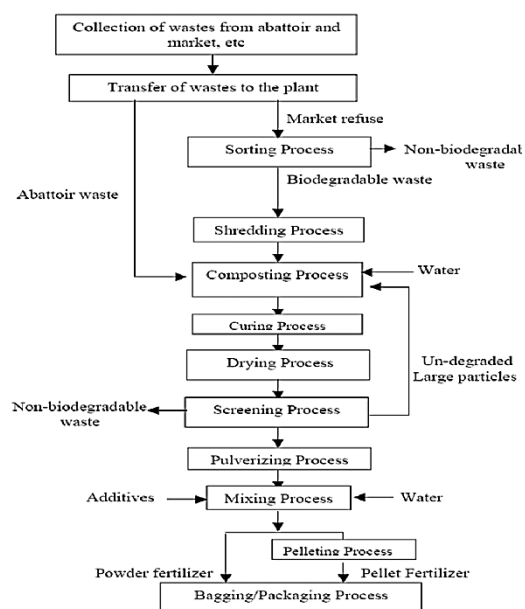 Collection of wastes from abattoir and
market, etc
Transfer of wastes to the plant
Market refuse
Sorting Process
Non-biodegradab
waste
Biodegradable waste
Abattoir waste
Shredding Process
Composting Process
Water
Curing Process
Un-degraded
Large particles
Drying Process
Non-biodegradable
waste
Screening Process
Pulverizing Process
Additives
Mixing Process
Water
Pelleting Process
Powder fertilizer
Pellet Fertilizer
Bagging/Packaging Process